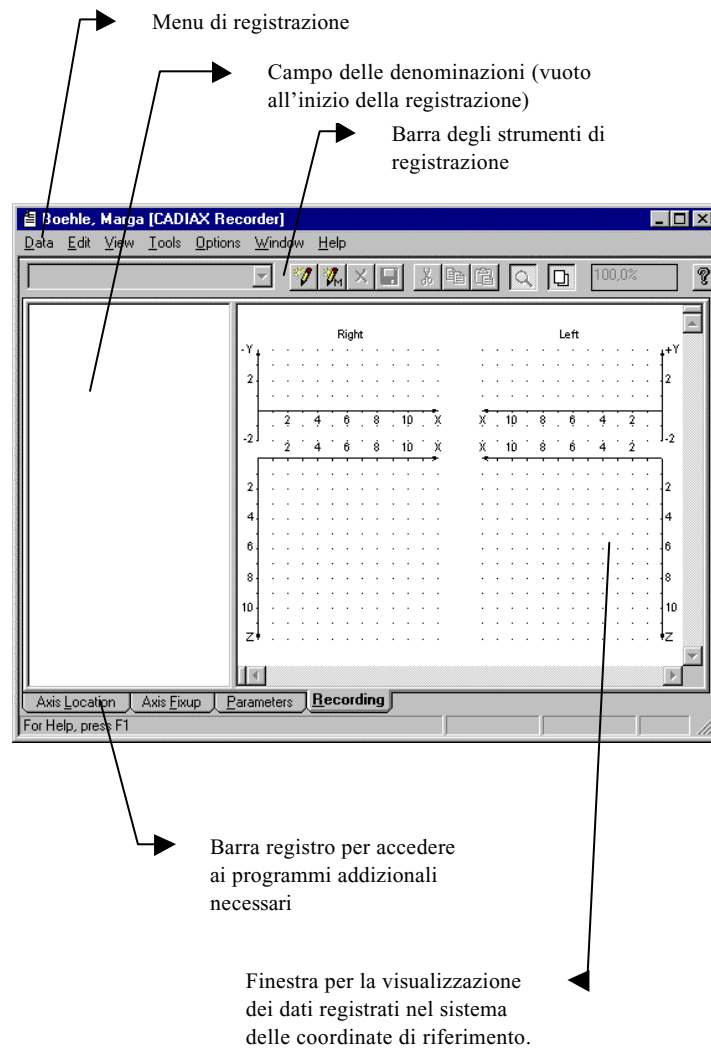 Menu di registrazione
Campo delle denominazioni (vuoto
all'inizio della registrazione)
Barra degli strumenti di
registrazione
Boehle, Marga [CADIAX Recorder]
Data Edit View Tools Options Window Help
100,0%
Right Left
-Y +Y
2 2
2 4 6 8 10 X X 10 8 6 4 2
-2 -2
2 4 6 8 10 X X 10 8 6 4 2
2 2
4 4
6 6
8 8
10 10
Z Z
Axis Location Axis Fixup Parameters Recording
For Help, press F1
Barra registro per accedere
ai programmi addizionali
necessari
Finestra per la visualizzazione
dei dati registrati nel sistema
delle coordinate di riferimento.